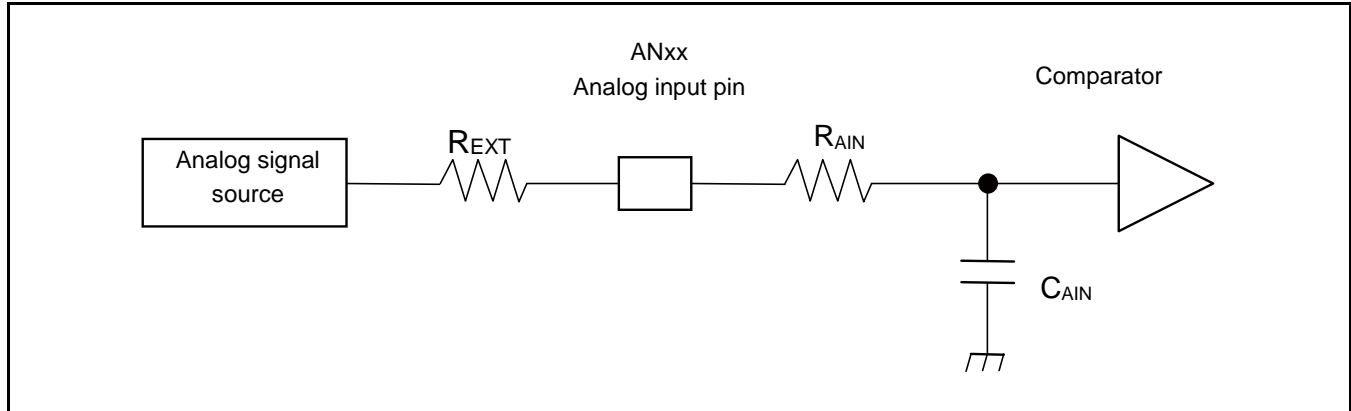 ANxx
Analog input pin
Comparator
Analog signal
source
REXT
RAIN
CAIN